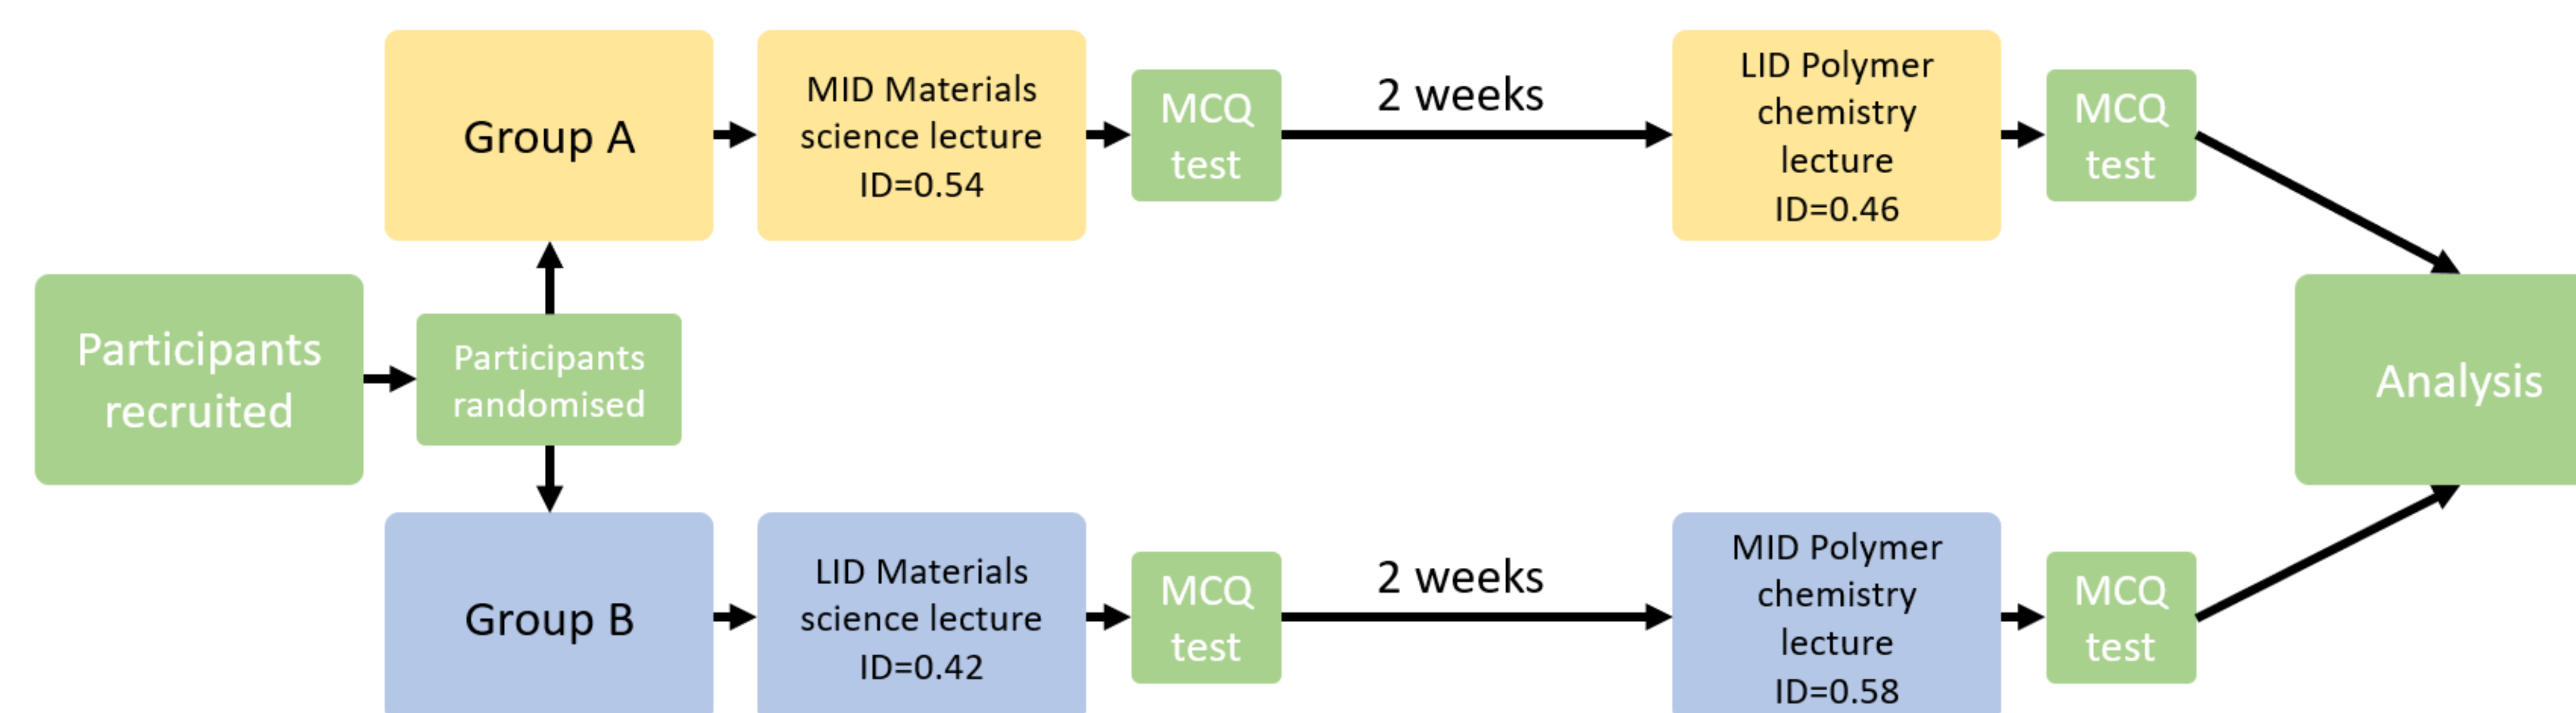 Participants
recruited
Participants
randomised
Group A
MID Materials
science lecture
ID=0.54
MCQ
test
2 weeks
LID Polymer
chemistry
lecture
ID=0.46
MCQ
test
Group B
LID Materials
science lecture
ID=0.42
MCQ
test
2 weeks
MID Polymer
chemistry
lecture
ID=0.58
MCQ
test
Analysis